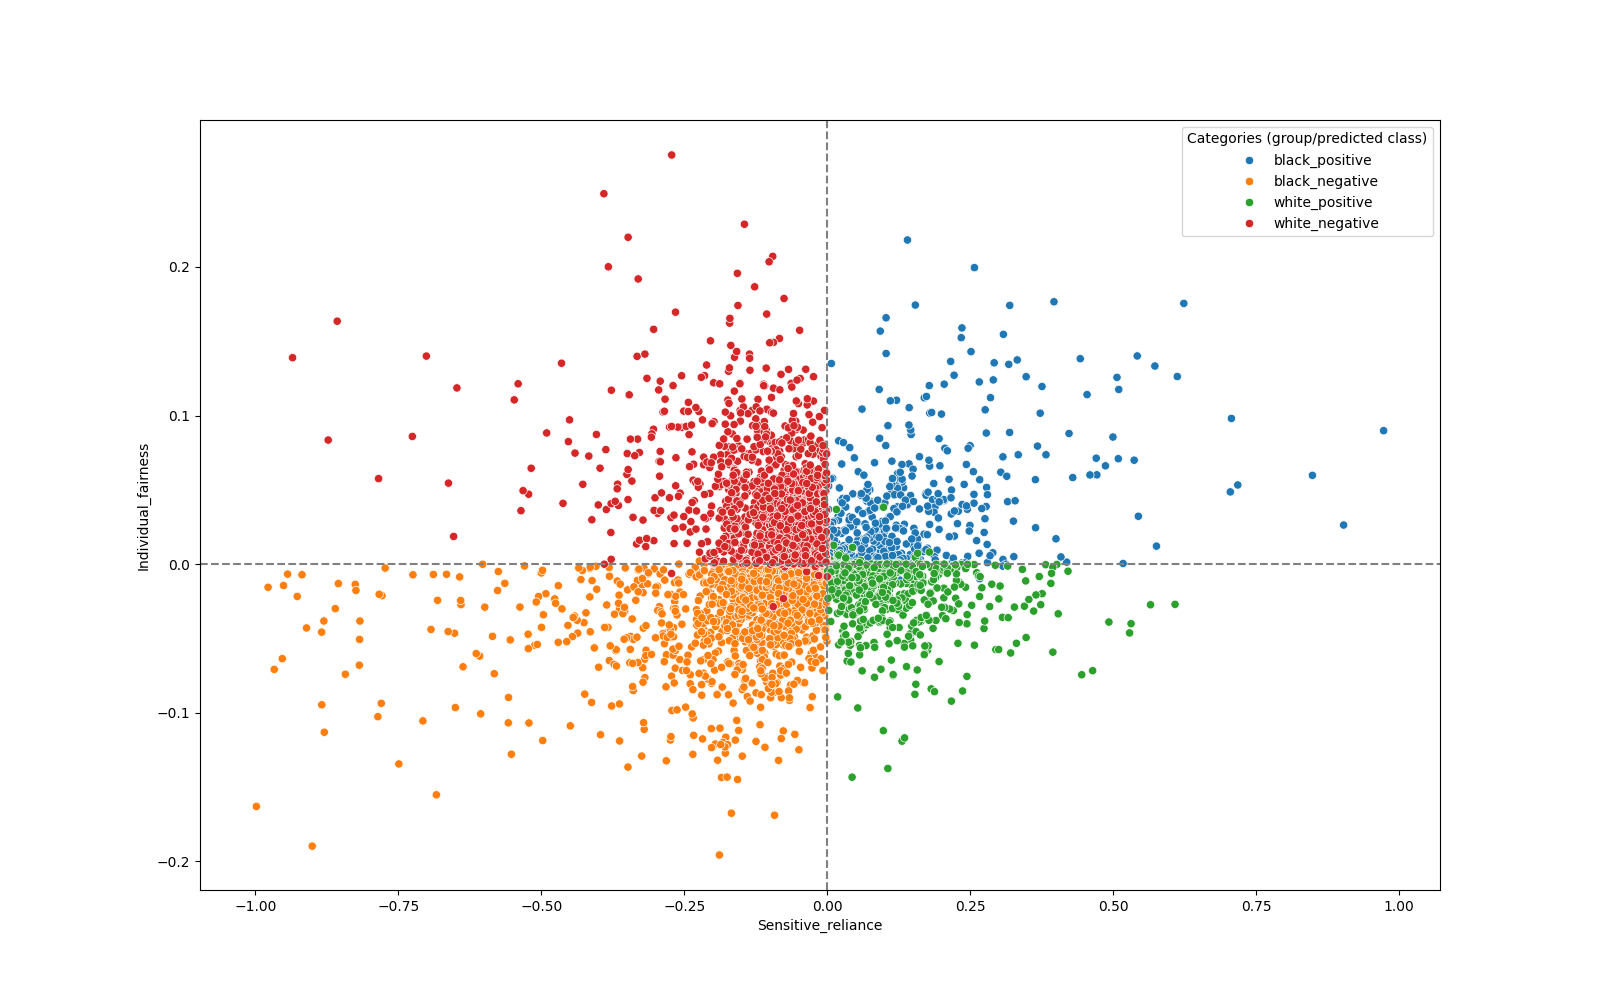 Categories (group/predicted class)
black_positive
black_negative
white_positive
white_negative
0.2
0.1
0.0
−0.1
−0.2
Individual_fairness
−1.00
−0.75
−0.50
−0.25
0.00
0.25
0.50
0.75
1.00
Sensitive_reliance